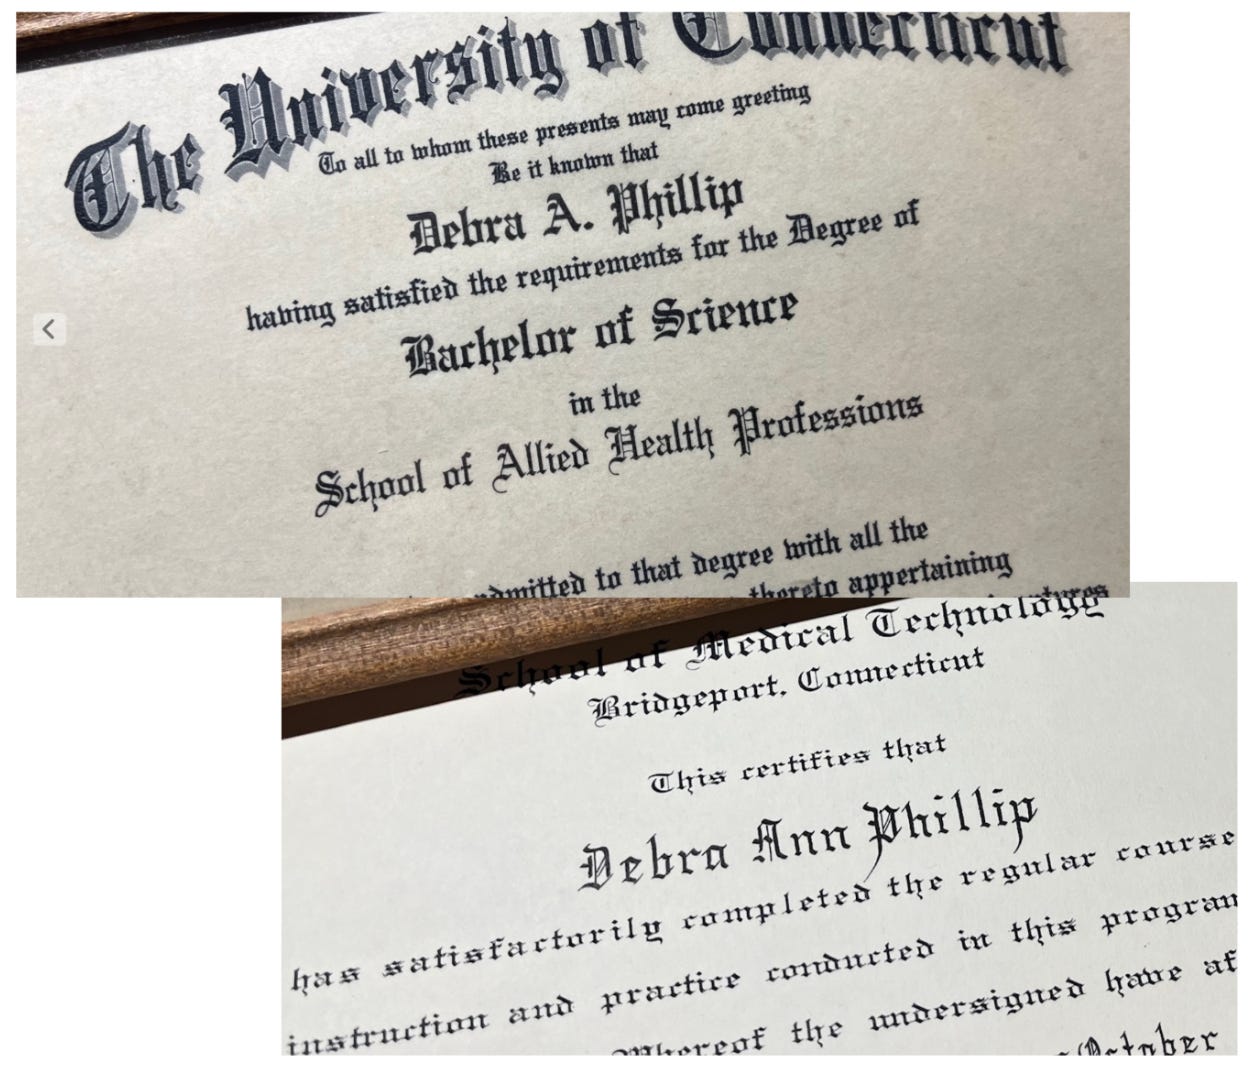 The University of Connecticut
To all to whom these presents may come greeting
Be it known that
Debra A. Phillip
having satisfied the requirements for the Degree of
Bachelor of Science
in the
School of Allied Health Professions
admitted to that degree with all the
thereto appertaining
School of Medical Technology
Bridgeport, Connecticut
This certifies that
Debra Ann Phillip
has satisfactorily completed the regular course
instruction and practice conducted in this program
Whereof the undersigned have af
October